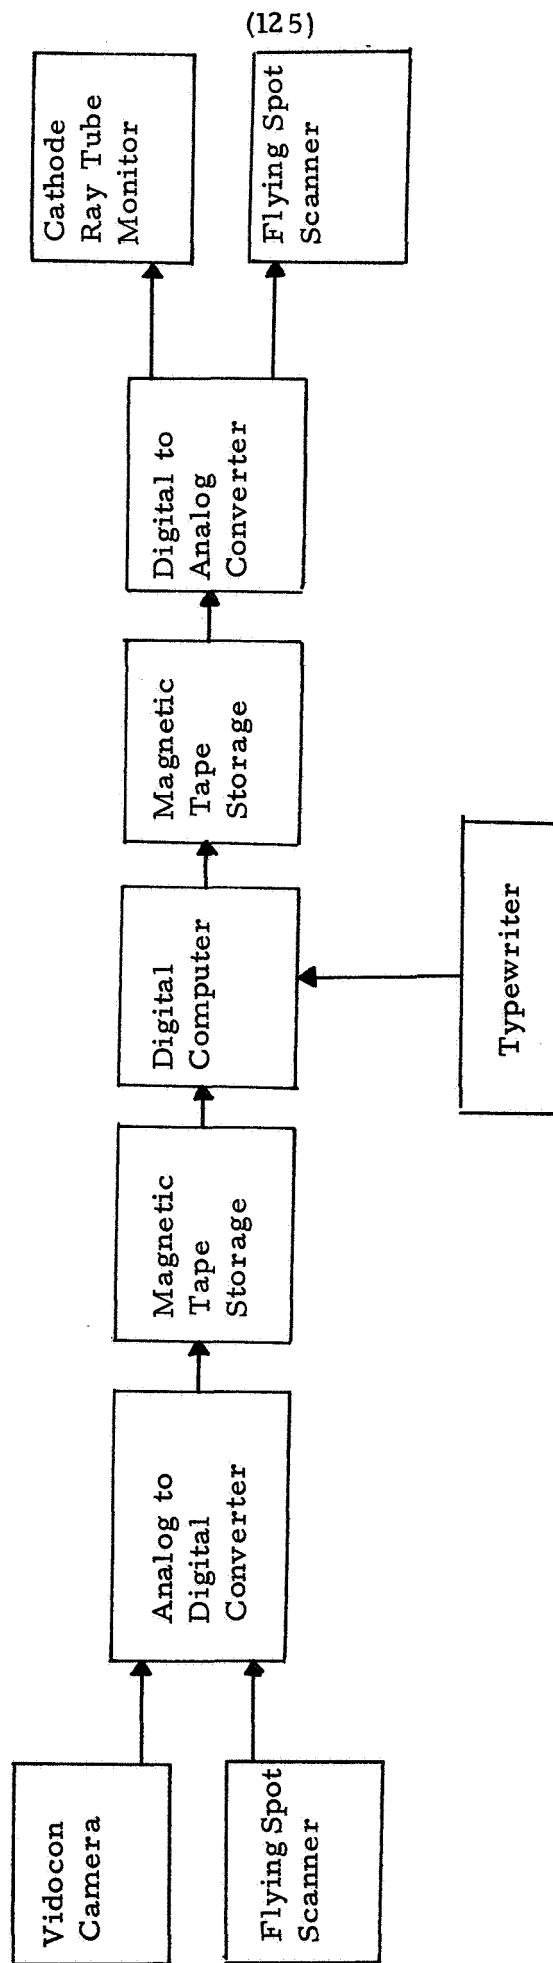 (125)
Vidocon
Camera
Flying Spot
Scanner
Analog to
Digital
Converter
Magnetic
Tape
Storage
Digital
Computer
Typewriter
Magnetic
Tape
Storage
Digital to
Analog
Converter
Cathode
Ray Tube
Monitor
Flying Spot
Scanner